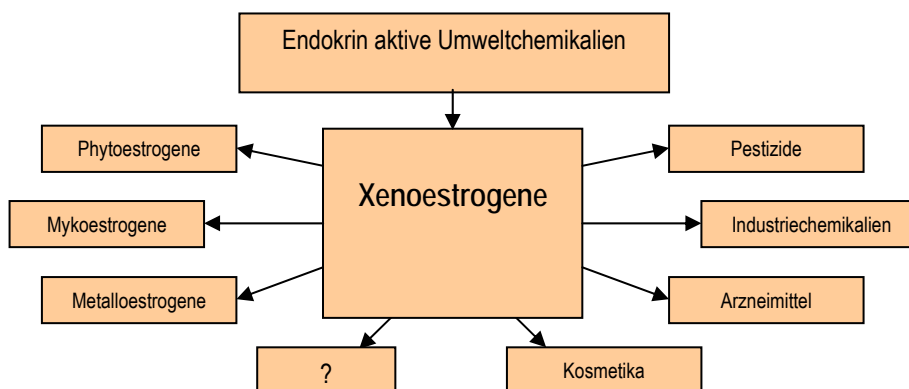 Endokrin aktive Umweltchemikalien
Phytoestrogene
Pestizide
Xenoestrogene
Mykoestrogene
Industriechemikalien
Metalloestrogene
Arzneimittel
?
Kosmetika